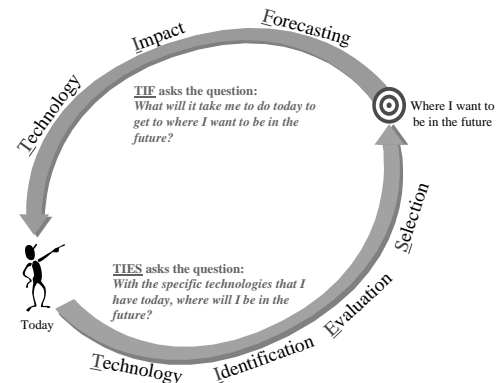 Technology
Impact
Forecasting
TIF asks the question:
What will it take me to do today to
get to where I want to be in the
future?
Where I want to
be in the future
TIES asks the question:
With the specific technologies that I
have today, where will I be in the
future?
Today
Technology
Identification
Evaluation
Selection